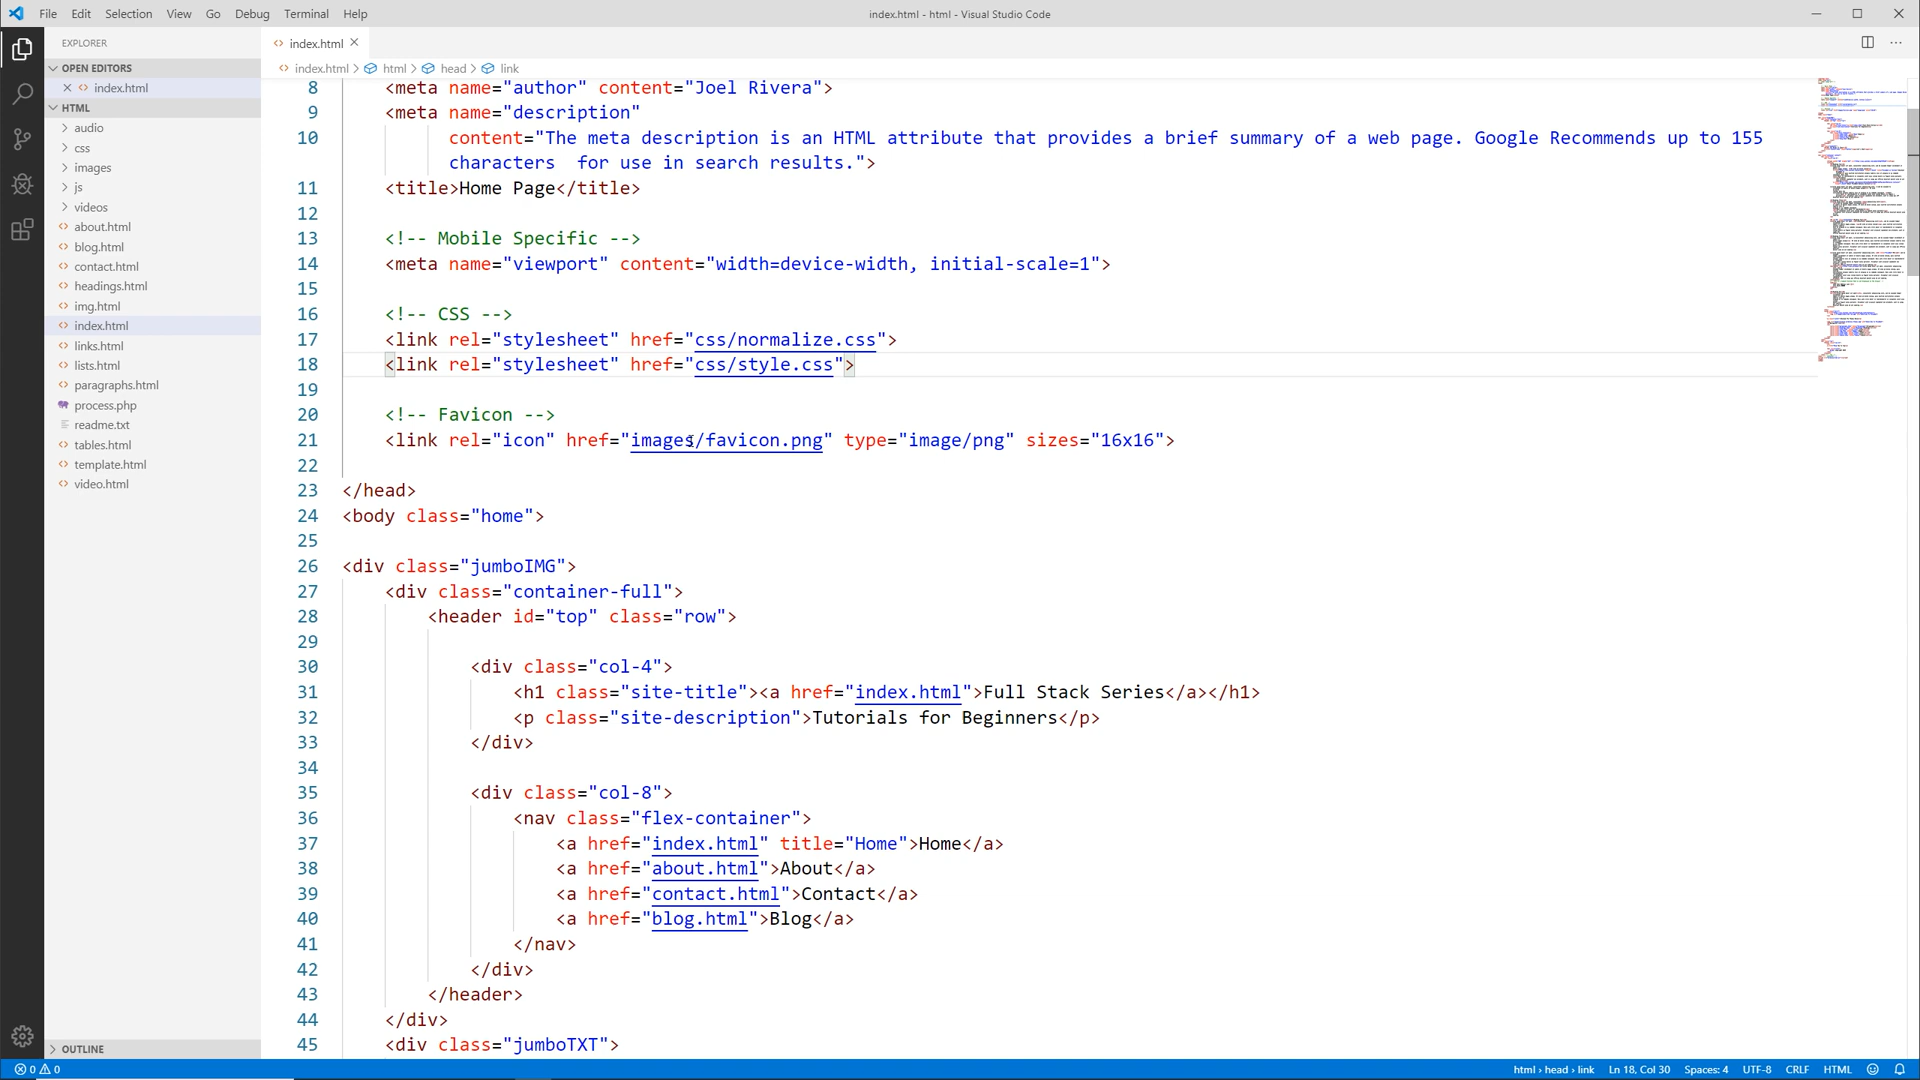 File Edit Selection View Go Debug Terminal Help
index.html - html - Visual Studio Code
EXPLORER
OPEN EDITORS
index.html
HTML
audio
css
images
js
videos
about.html
blog.html
contact.html
headings.html
img.html
index.html
links.html
lists.html
paragraphs.html
process.php
readme.txt
tables.html
template.html
video.html
OUTLINE
index.html
index.html > html > head > link
8 <meta name="author" content="Joel Rivera">
9 <meta name="description"
10 content="The meta description is an HTML attribute that provides a brief summary of a web page. Google Recommends up to 155
characters  for use in search results.">
11 <title>Home Page</title>
12
13 <!-- Mobile Specific -->
14 <meta name="viewport" content="width=device-width, initial-scale=1">
15
16 <!-- CSS -->
17 <link rel="stylesheet" href="css/normalize.css">
18 <link rel="stylesheet" href="css/style.css">
19
20 <!-- Favicon -->
21 <link rel="icon" href="images/favicon.png" type="image/png" sizes="16x16">
22
23 </head>
24 <body class="home">
25
26 <div class="jumboIMG">
27 <div class="container-full">
28 <header id="top" class="row">
29
30 <div class="col-4">
31 <h1 class="site-title"><a href="index.html">Full Stack Series</a></h1>
32 <p class="site-description">Tutorials for Beginners</p>
33 </div>
34
35 <div class="col-8">
36 <nav class="flex-container">
37 <a href="index.html" title="Home">Home</a>
38 <a href="about.html">About</a>
39 <a href="contact.html">Contact</a>
40 <a href="blog.html">Blog</a>
41 </nav>
42 </div>
43 </header>
44 </div>
45 <div class="jumboTXT">
0 0
html › head › link Ln 18, Col 30 Spaces: 4 UTF-8 CRLF HTML